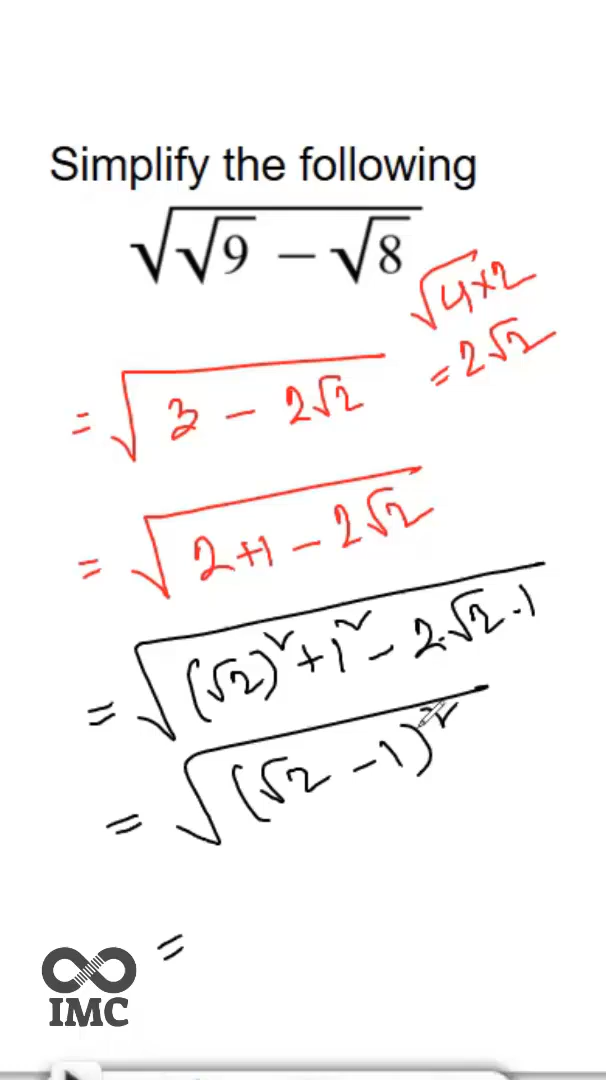 Simplify the following
√(√9 − √8)
√4×2
= 2√2
= √(3 − 2√2)
= √(2+1 − 2√2)
= √((√2)² + 1² − 2.√2.1)
= √((√2 − 1)²)
=
IMC